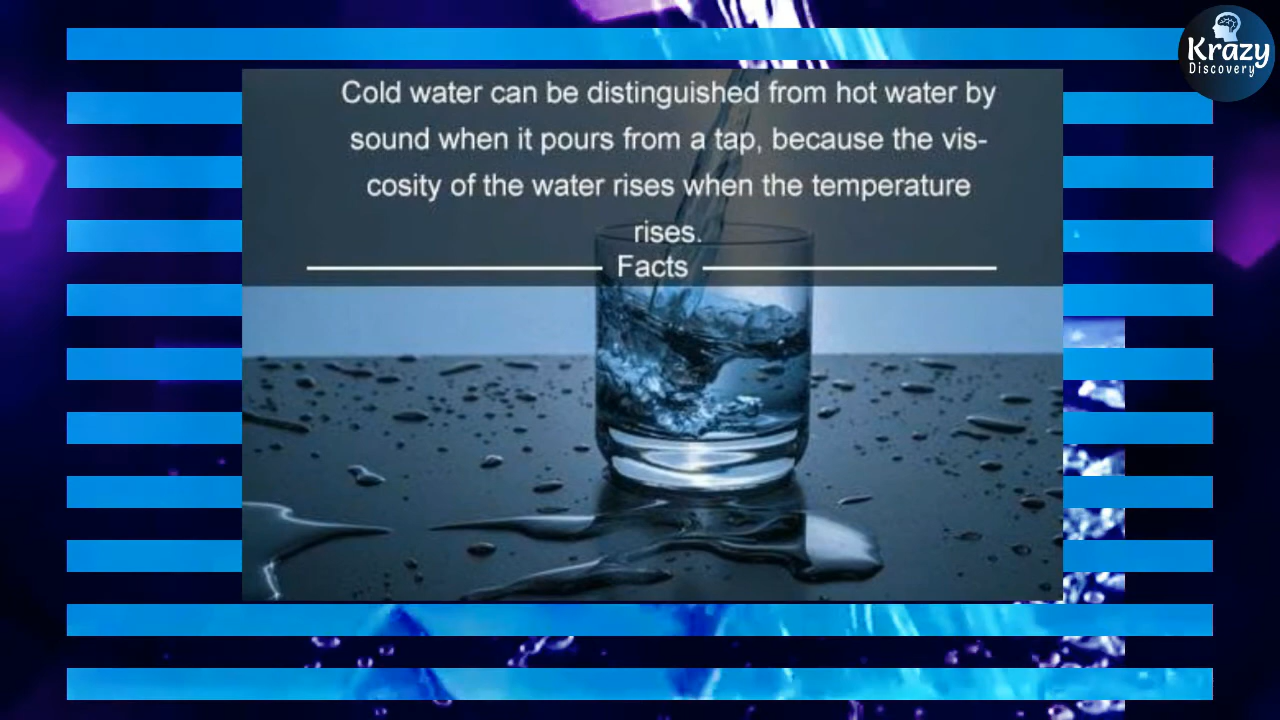 Krazy
Discovery
Cold water can be distinguished from hot water by
sound when it pours from a tap, because the vis-
cosity of the water rises when the temperature
rises.
Facts